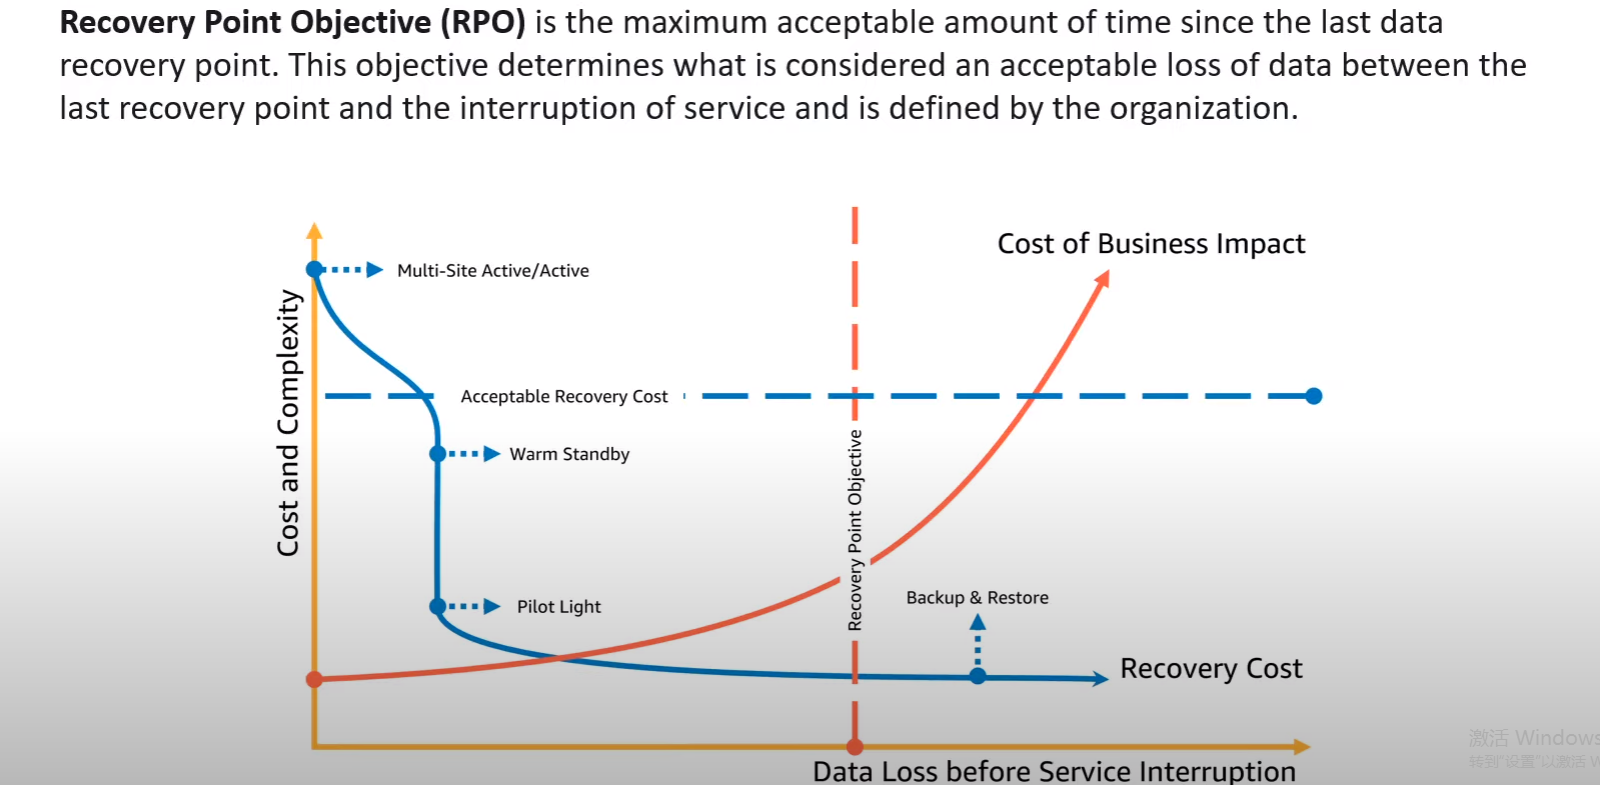 Recovery Point Objective (RPO) is the maximum acceptable amount of time since the last data
recovery point. This objective determines what is considered an acceptable loss of data between the
last recovery point and the interruption of service and is defined by the organization.
Cost of Business Impact
Multi-Site Active/Active
Cost and Complexity
Acceptable Recovery Cost
Warm Standby
Recovery Point Objective
Backup & Restore
Pilot Light
Recovery Cost
激活 Windows
转到"设置"以激活
Data Loss before Service Interruption